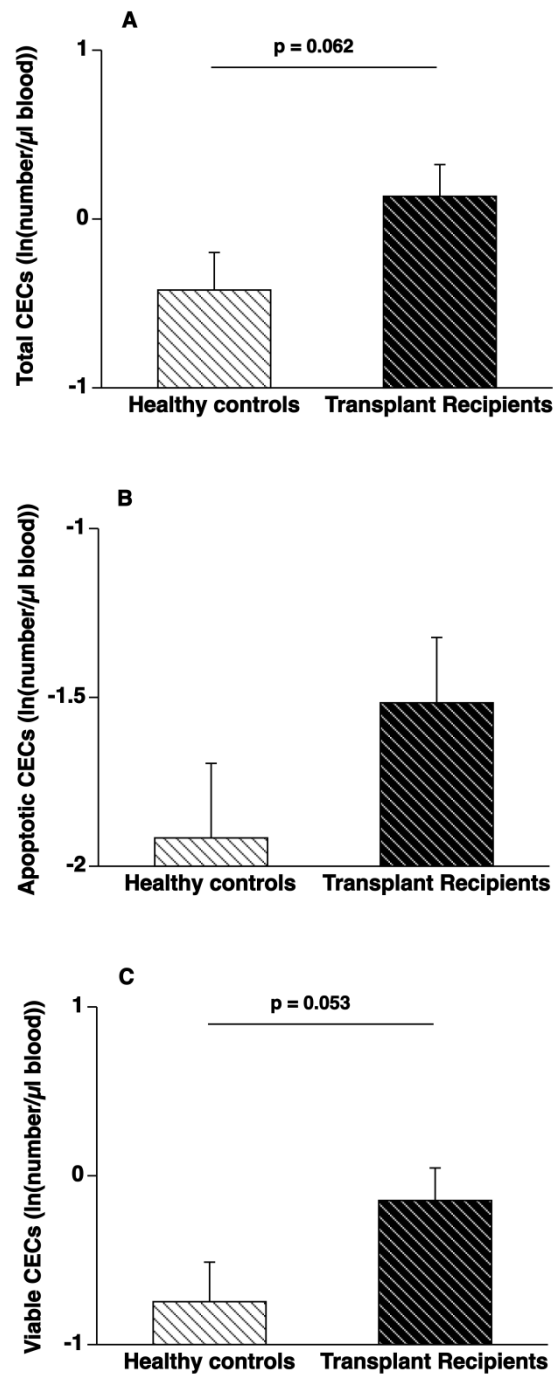 A
p = 0.062
Total CECs (ln(number/µl blood))
1
0
-1
Healthy controls
Transplant Recipients
B
Apoptotic CECs (ln(number/µl blood))
-1
-1.5
-2
Healthy controls
Transplant Recipients
C
p = 0.053
Viable CECs (ln(number/µl blood))
1
0
-1
Healthy controls
Transplant Recipients